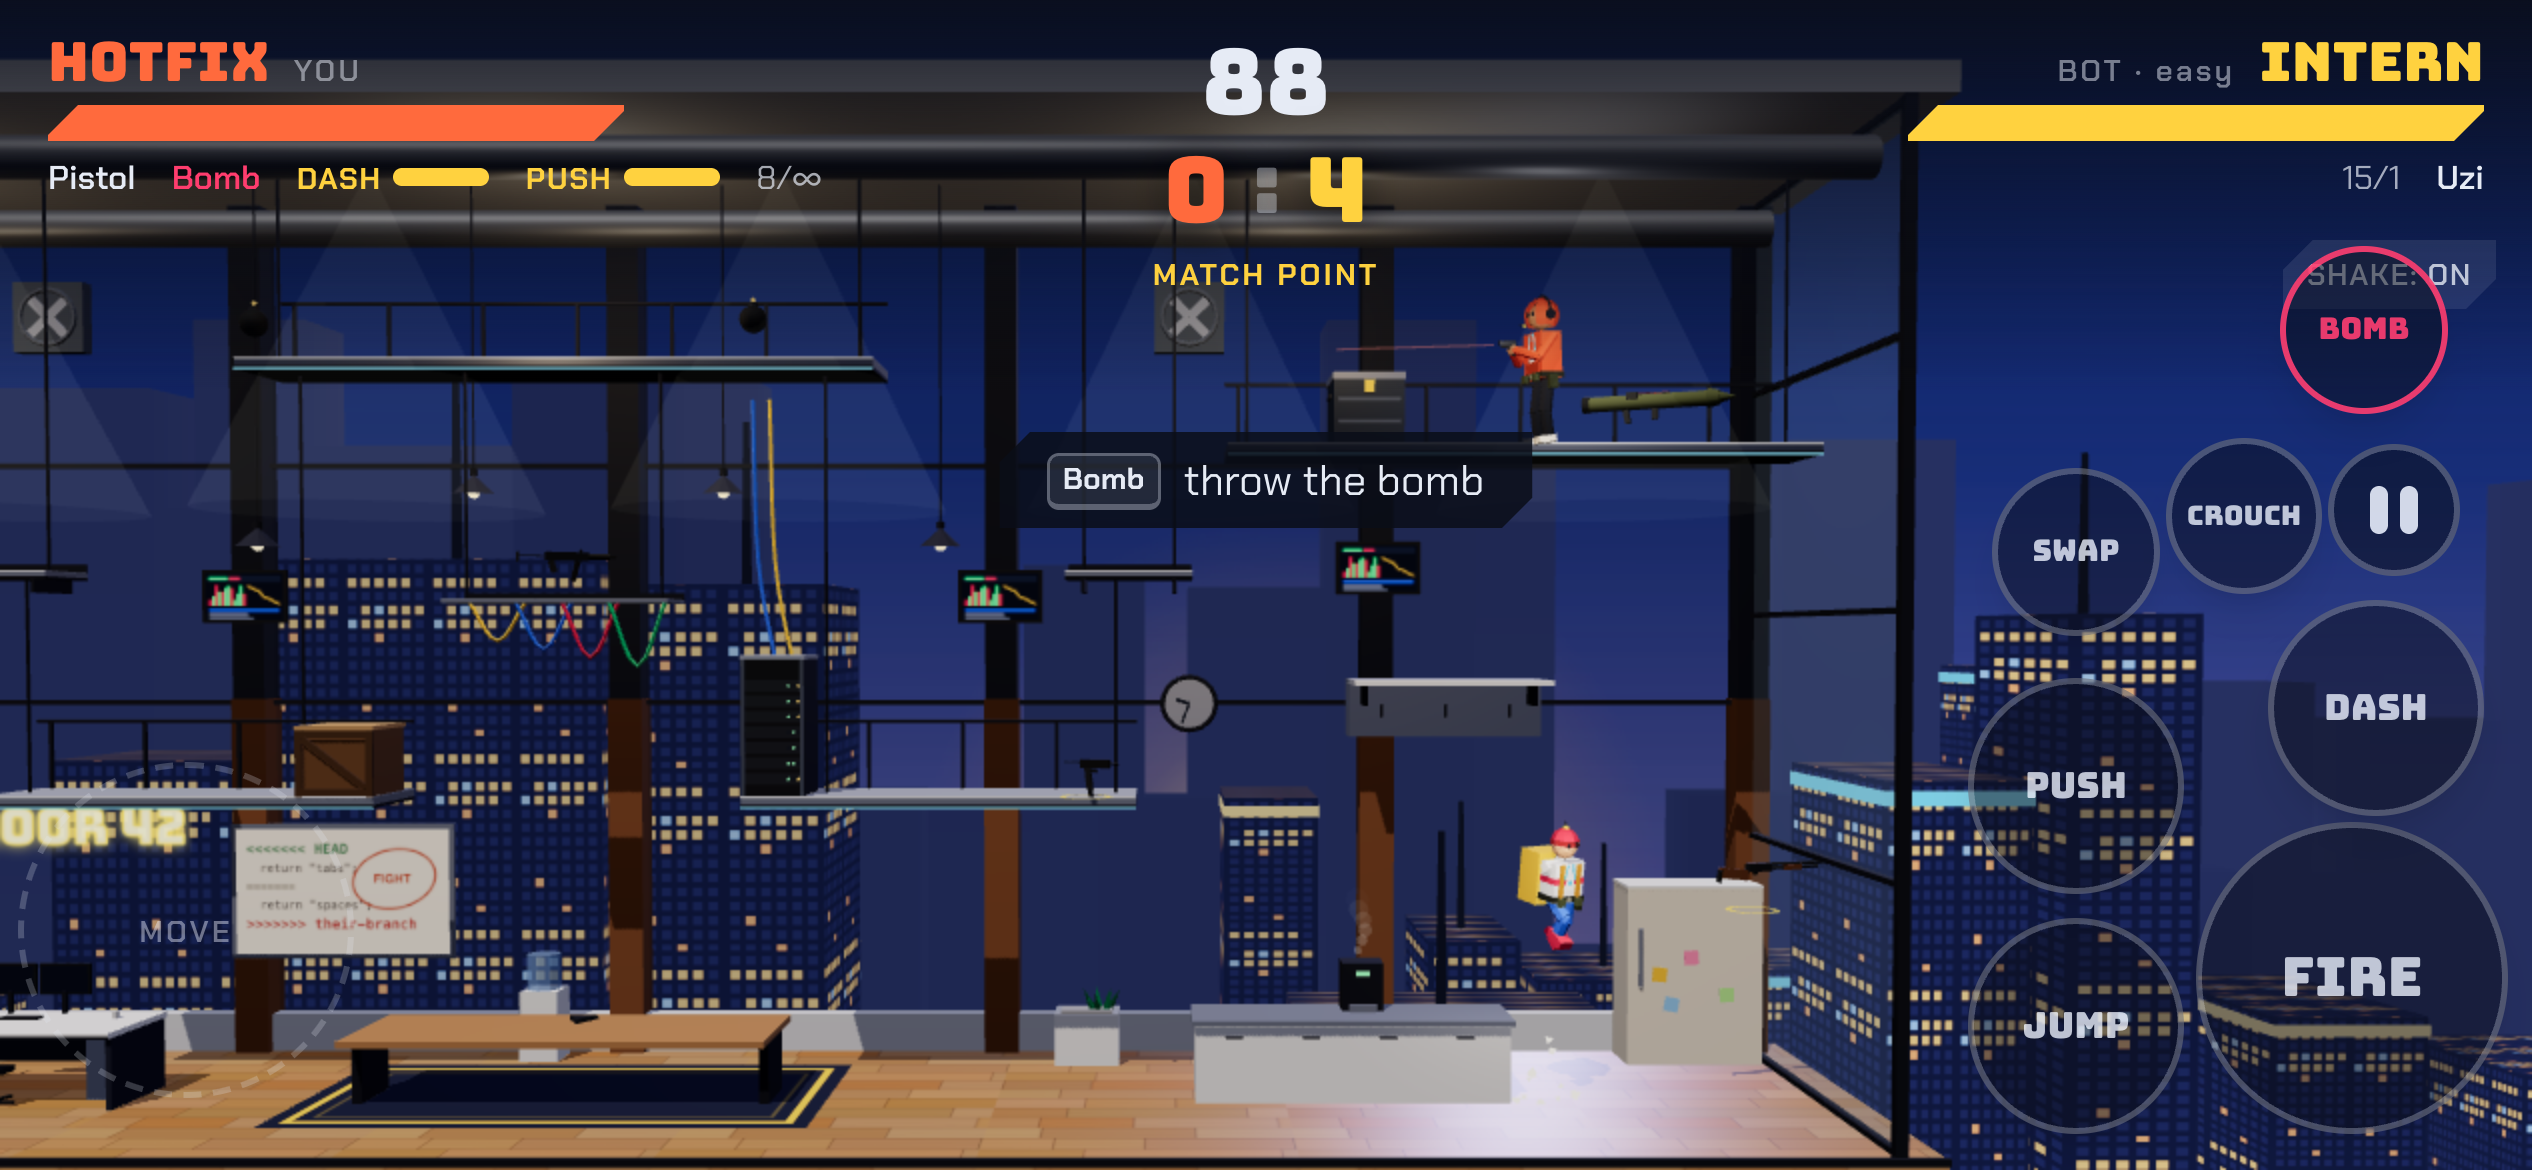 HOTFIX YOU
88
BOT · easy INTERN
Pistol Bomb DASH PUSH 8/∞
0:4
15/1 Uzi
MATCH POINT
SHAKE: ON
BOMB
Bomb throw the bomb
SWAP
CROUCH
DASH
PUSH
OOR 42
<<<<<<< HEAD
return "tabs";
=======
return "spaces";
>>>>>>> their-branch
FIGHT
MOVE
FIRE
JUMP